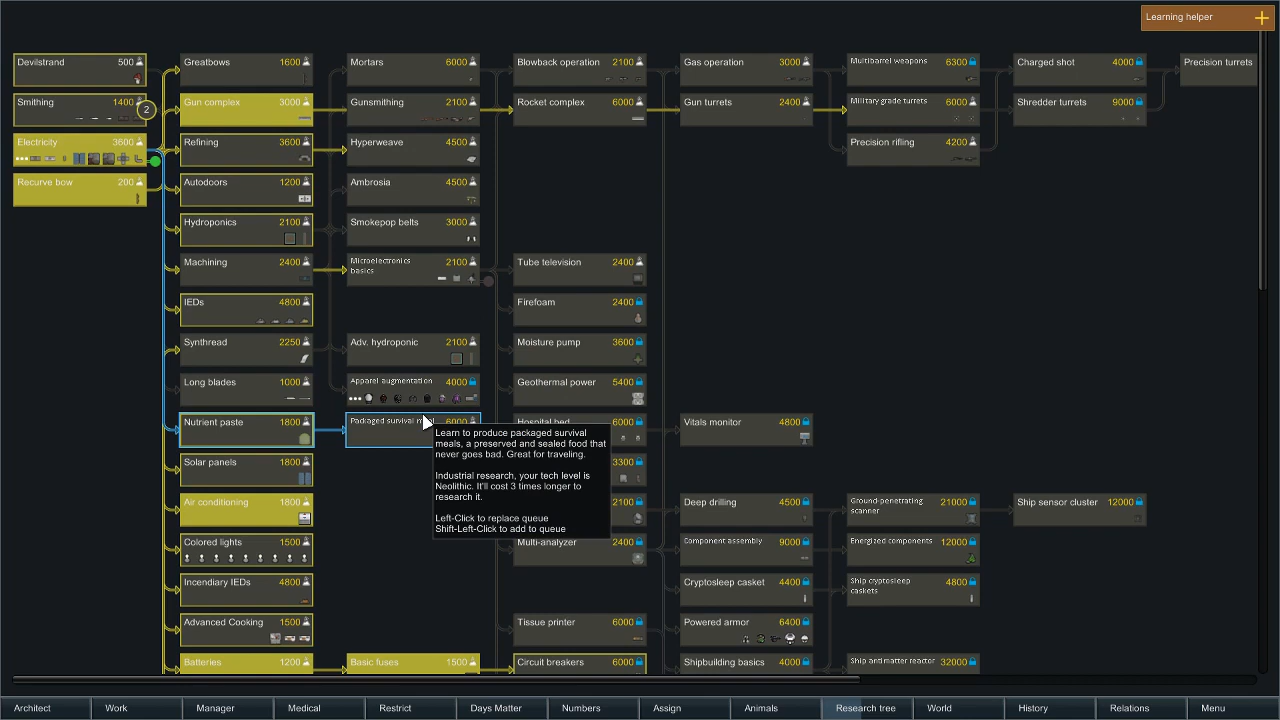 Learning helper
Devilstrand 500
Greatbows 1600
Mortars 6000
Blowback operation 2100
Gas operation 3000
Multibarrel weapons 6300
Charged shot 4000
Precision turrets
Smithing 1400
2
Gun complex 3000
Gunsmithing 2100
Rocket complex 6000
Gun turrets 2400
Military grade turrets 6000
Shredder turrets 9000
Electricity 3600
Refining 3600
Hyperweave 4500
Precision rifling 4200
Recurve bow 200
Autodoors 1200
Ambrosia 4500
Hydroponics 2100
Smokepop belts 3000
Machining 2400
Microelectronics basics 2100
Tube television 2400
IEDs 4800
Firefoam 2400
Synthread 2250
Adv. hydroponic 2100
Moisture pump 3600
Long blades 1000
Apparel augmentation 4000
Geothermal power 5400
Nutrient paste 1800
Packaged survival m 6000
Hospital bed 6000
Vitals monitor 4800
Learn to produce packaged survival
meals, a preserved and sealed food that
never goes bad. Great for traveling.
Industrial research, your tech level is
Neolithic. It'll cost 3 times longer to
research it.
Left-Click to replace queue
Shift-Left-Click to add to queue
Solar panels 1800
3300
Air conditioning 1800
2100
Deep drilling 4500
Ground-penetrating scanner 21000
Ship sensor cluster 12000
Colored lights 1500
Multi-analyzer 2400
Component assembly 9000
Energized components 12000
Incendiary IEDs 4800
Cryptosleep casket 4400
Ship cryptosleep caskets 4800
Advanced Cooking 1500
Tissue printer 6000
Powered armor 6400
Batteries 1200
Basic fuses 1500
Circuit breakers 6000
Shipbuilding basics 4000
Ship antimatter reactor 32000
Architect
Work
Manager
Medical
Restrict
Days Matter
Numbers
Assign
Animals
Research tree
World
History
Relations
Menu